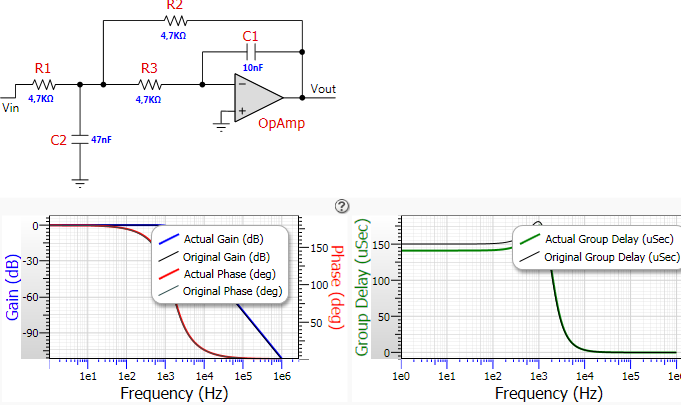 R2
4,7KΩ
C1
10nF
R1
4,7KΩ
R3
4,7KΩ
Vin
Vout
OpAmp
C2 47nF
?
Actual Gain (dB)
Original Gain (dB)
Actual Phase (deg)
Original Phase (deg)
Gain (dB)
0
-30
-60
-90
Phase (deg)
150
100
50
1e1 1e2 1e3 1e4 1e5 1e6
Frequency (Hz)
Actual Group Delay (uSec)
Original Group Delay (uSec)
Group Delay (uSec)
150
100
50
0
1e0 1e1 1e2 1e3 1e4 1e5
Frequency (Hz)